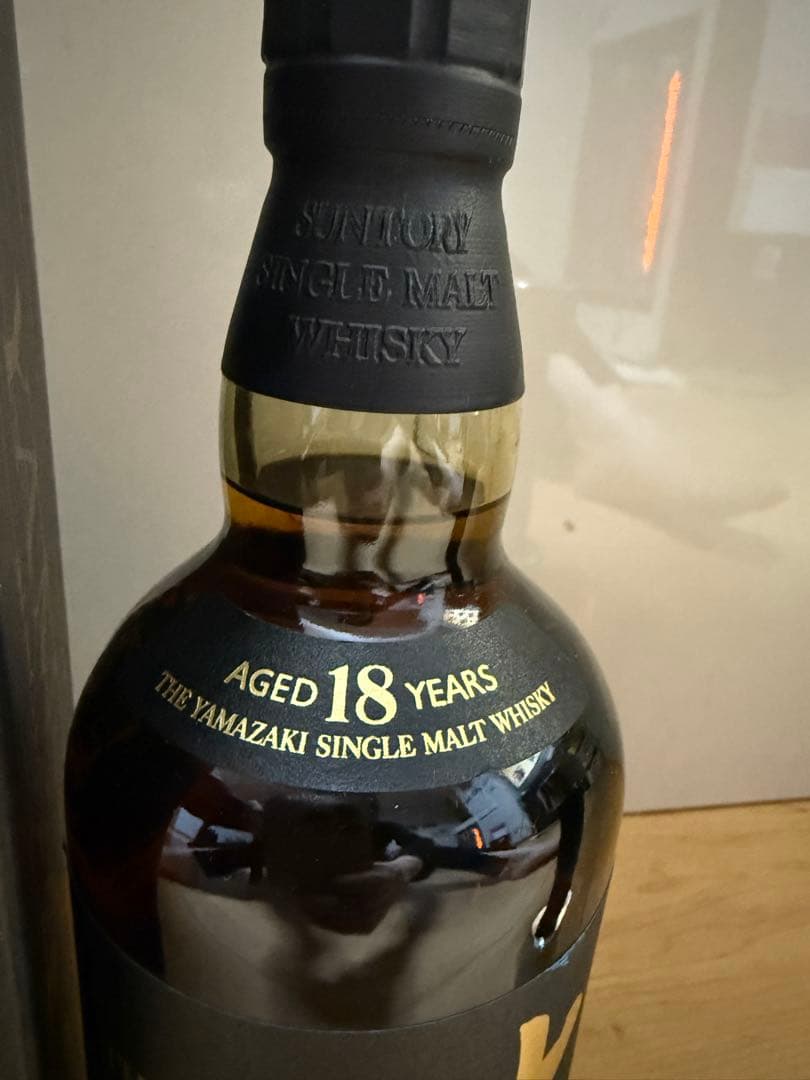 SUNTORY
SINGLE MALT
WHISKY
AGED 18 YEARS
THE YAMAZAKI SINGLE MALT WHISKY